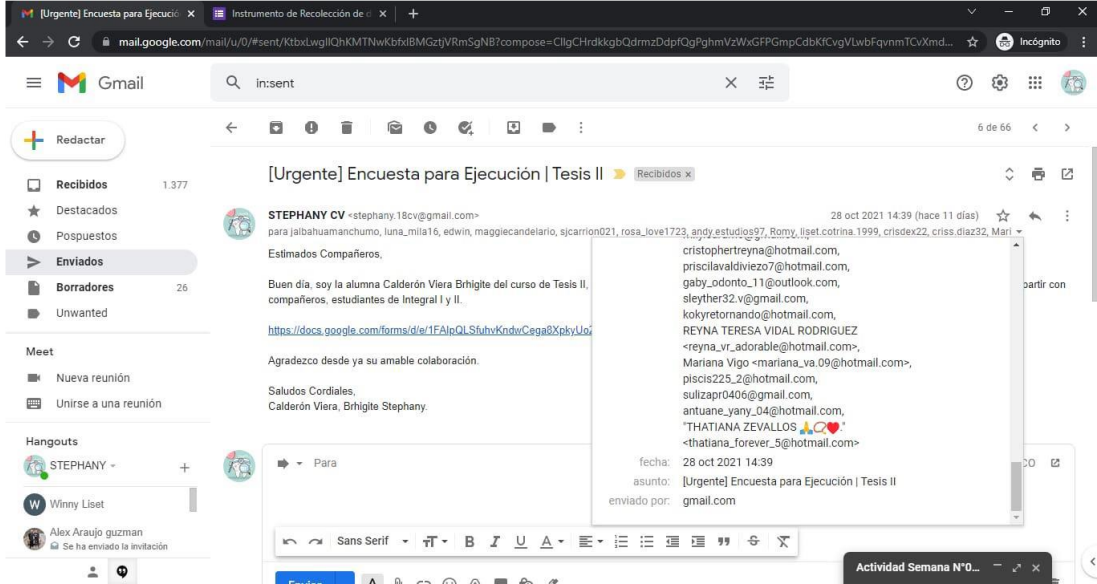 [Urgente] Encuesta para Ejecució
Instrumento de Recolección de d
mail.google.com/mail/u/0/#sent/KtbxLwgIlQhKMTNwKbfxlBMGztjVRmSgNB?compose=CllgCHrdkkgbQdrmzDdpfQgPghmVzWxGFPGmpCdbKfCvgVLwbFqvnmTCvXmd...
Incógnito
Gmail
in:sent
Redactar
6 de 66
Recibidos 1.377
Destacados
Pospuestos
Enviados
Borradores 26
Unwanted
Meet
Nueva reunión
Unirse a una reunión
Hangouts
STEPHANY
W Winny Liset
Alex Araujo guzman
Se ha enviado la invitación
[Urgente] Encuesta para Ejecución | Tesis II Recibidos x
STEPHANY CV <stephany.18cv@gmail.com> 28 oct 2021 14:39 (hace 11 días)
para jalbahuamanchumo, luna_mila16, edwin, maggiecandelario, sjcarrion021, rosa_love1723, andy.estudios97, Romy, liset.cotrina.1999, crisdex22, criss.diaz32, Mari
Estimados Compañeros,
Buen día, soy la alumna Calderón Viera Brhigite del curso de Tesis II, partir con
compañeros, estudiantes de Integral I y II.
https://docs.google.com/forms/d/e/1FAIpQLSfuhvKndwCega8XpkyUo
Agradezco desde ya su amable colaboración.
Saludos Cordiales,
Calderón Viera, Brhigite Stephany.
cristophertreyna@hotmail.com,
priscilavaldiviezo7@hotmail.com,
gaby_odonto_11@outlook.com,
sleyther32.v@gmail.com,
kokyretornando@hotmail.com,
REYNA TERESA VIDAL RODRIGUEZ
<reyna_vr_adorable@hotmail.com>,
Mariana Vigo <mariana_va.09@hotmail.com>,
piscis225_2@hotmail.com,
sulizapr0406@gmail.com,
antuane_yany_04@hotmail.com,
"THATIANA ZEVALLOS 🙏📿♥️."
<thatiana_forever_5@hotmail.com>
fecha: 28 oct 2021 14:39
asunto: [Urgente] Encuesta para Ejecución | Tesis II
enviado por: gmail.com
Para
Sans Serif
Enviar
Actividad Semana N°0...